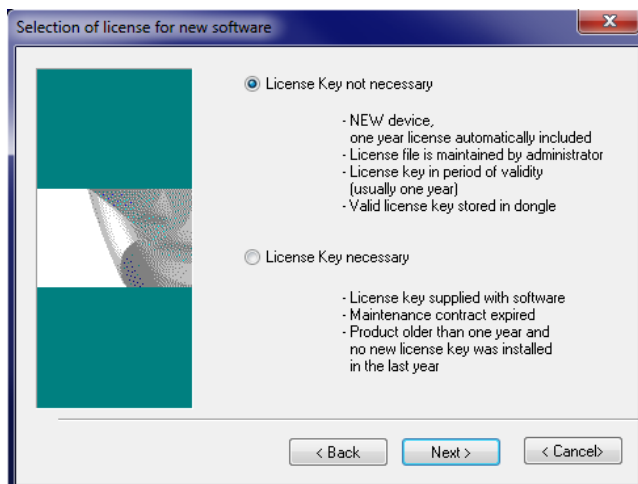 Selection of license for new software
License Key not necessary
- NEW device,
one year license automatically included
- License file is maintained by administrator
- License key in period of validity
(usually one year)
- Valid license key stored in dongle
License Key necessary
- License key supplied with software
- Maintenance contract expired
- Product older than one year and
no new license key was installed
in the last year
< Back
Next >
< Cancel>